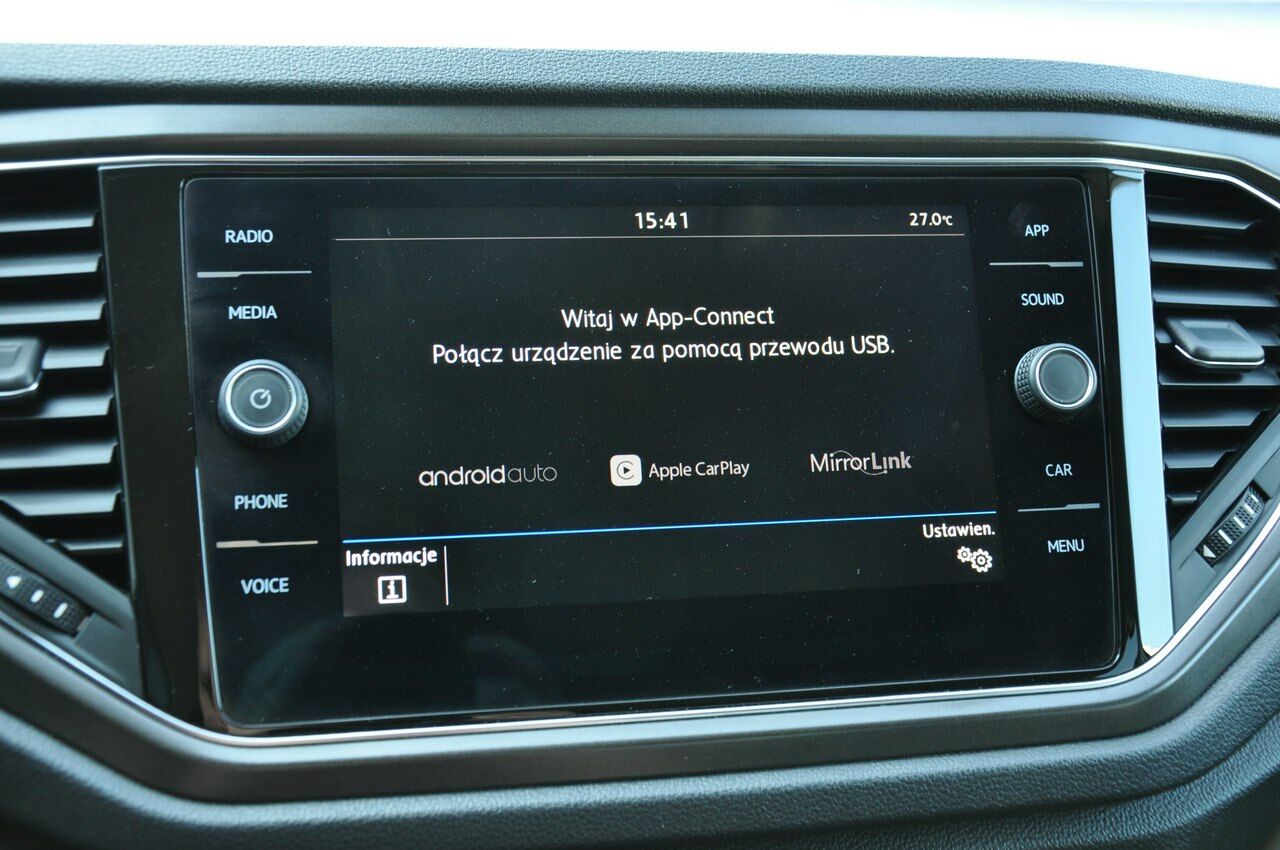 15:41
27.0°C
RADIO
MEDIA
PHONE
VOICE
Witaj w App-Connect
Połącz urządzenie za pomocą przewodu USB.
androidauto
Apple CarPlay
MirrorLink
Informacje
Ustawien.
APP
SOUND
CAR
MENU